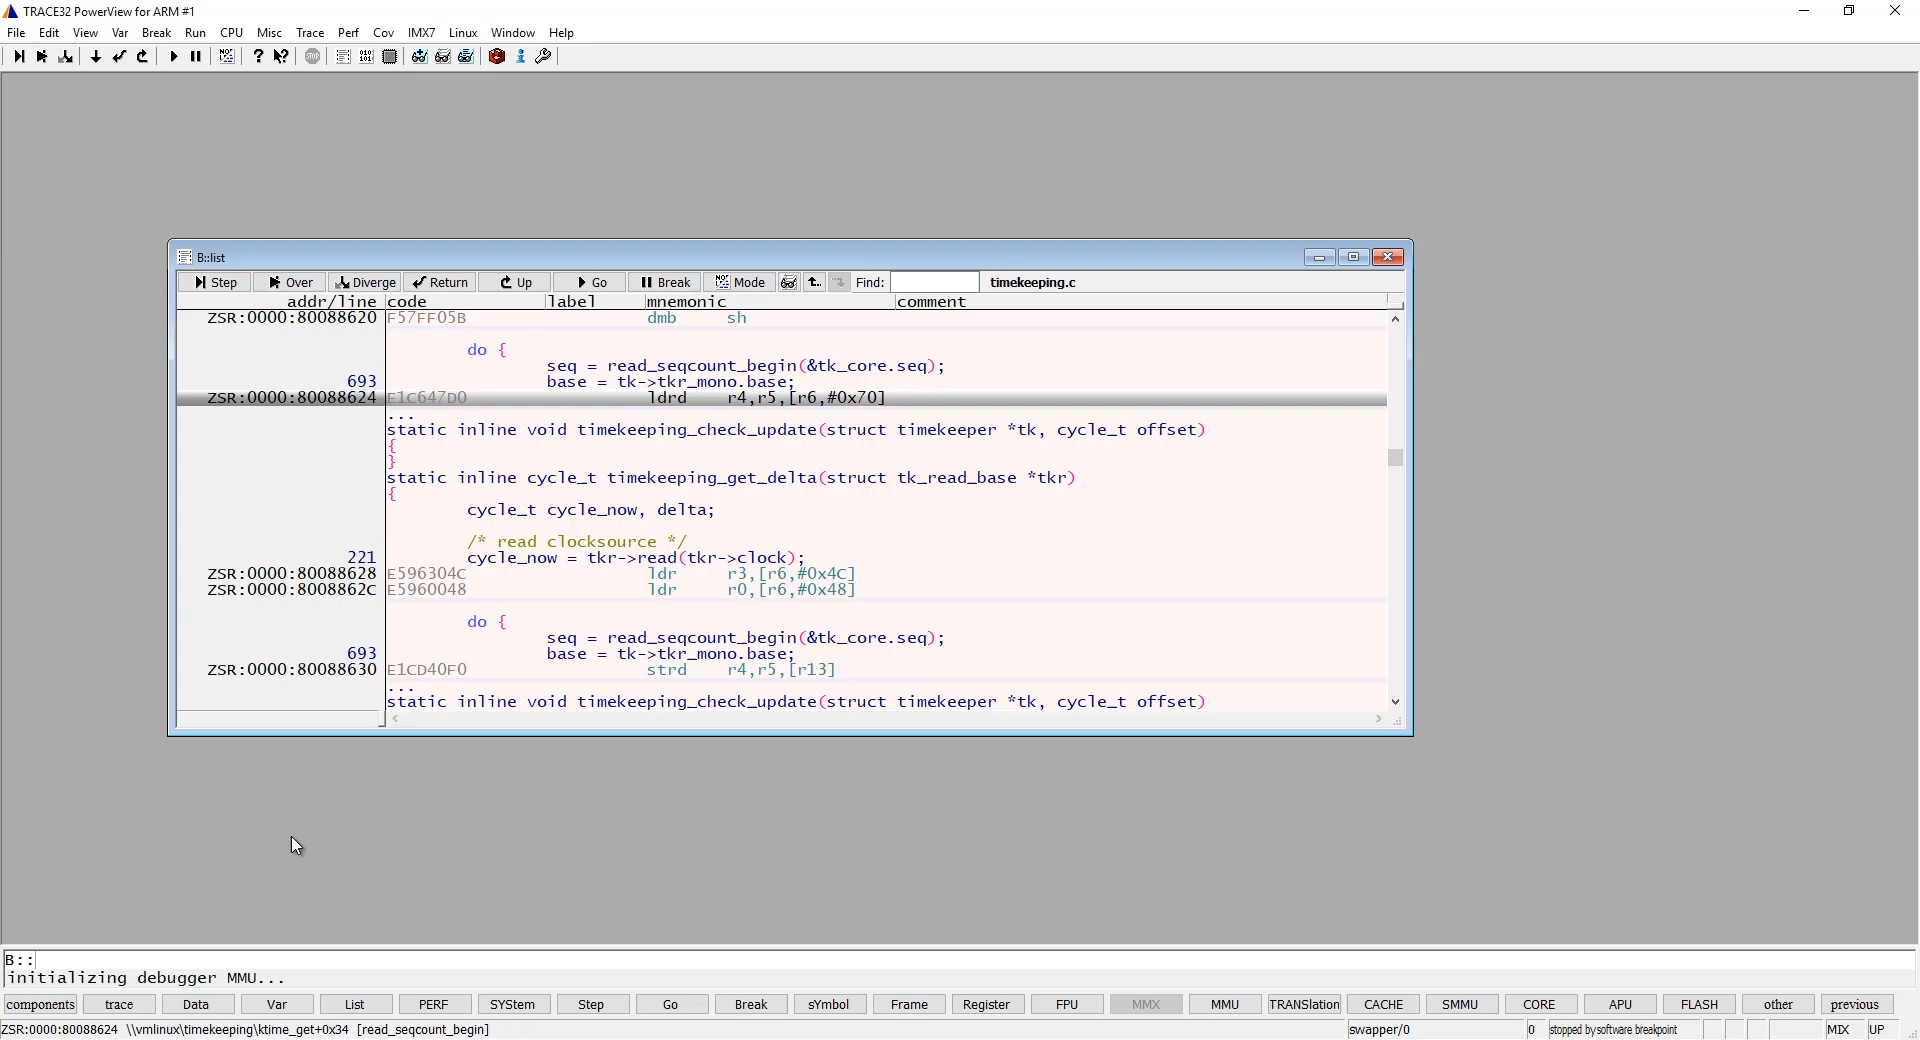 TRACE32 PowerView for ARM #1
File Edit View Var Break Run CPU Misc Trace Perf Cov IMX7 Linux Window Help
B::list
Step Over Diverge Return Up Go Break Mode Find: timekeeping.c
addr/line code label mnemonic comment
ZSR:0000:80088620 F57FF05B dmb sh
do {
seq = read_seqcount_begin(&tk_core.seq);
693 base = tk->tkr_mono.base;
ZSR:0000:80088624 E1C647D0 ldrd r4,r5,[r6,#0x70]
...
static inline void timekeeping_check_update(struct timekeeper *tk, cycle_t offset)
{
}
static inline cycle_t timekeeping_get_delta(struct tk_read_base *tkr)
{
cycle_t cycle_now, delta;
/* read clocksource */
221 cycle_now = tkr->read(tkr->clock);
ZSR:0000:80088628 E596304C ldr r3,[r6,#0x4C]
ZSR:0000:8008862C E5960048 ldr r0,[r6,#0x48]
do {
seq = read_seqcount_begin(&tk_core.seq);
693 base = tk->tkr_mono.base;
ZSR:0000:80088630 E1CD40F0 strd r4,r5,[r13]
...
static inline void timekeeping_check_update(struct timekeeper *tk, cycle_t offset)
B::
initializing debugger MMU...
components trace Data Var List PERF SYStem Step Go Break sYmbol Frame Register FPU MMX MMU TRANSlation CACHE SMMU CORE APU FLASH other previous
ZSR:0000:80088624 \\vmlinux\timekeeping\ktime_get+0x34 [read_seqcount_begin] swapper/0 0 stopped by software breakpoint MIX UP